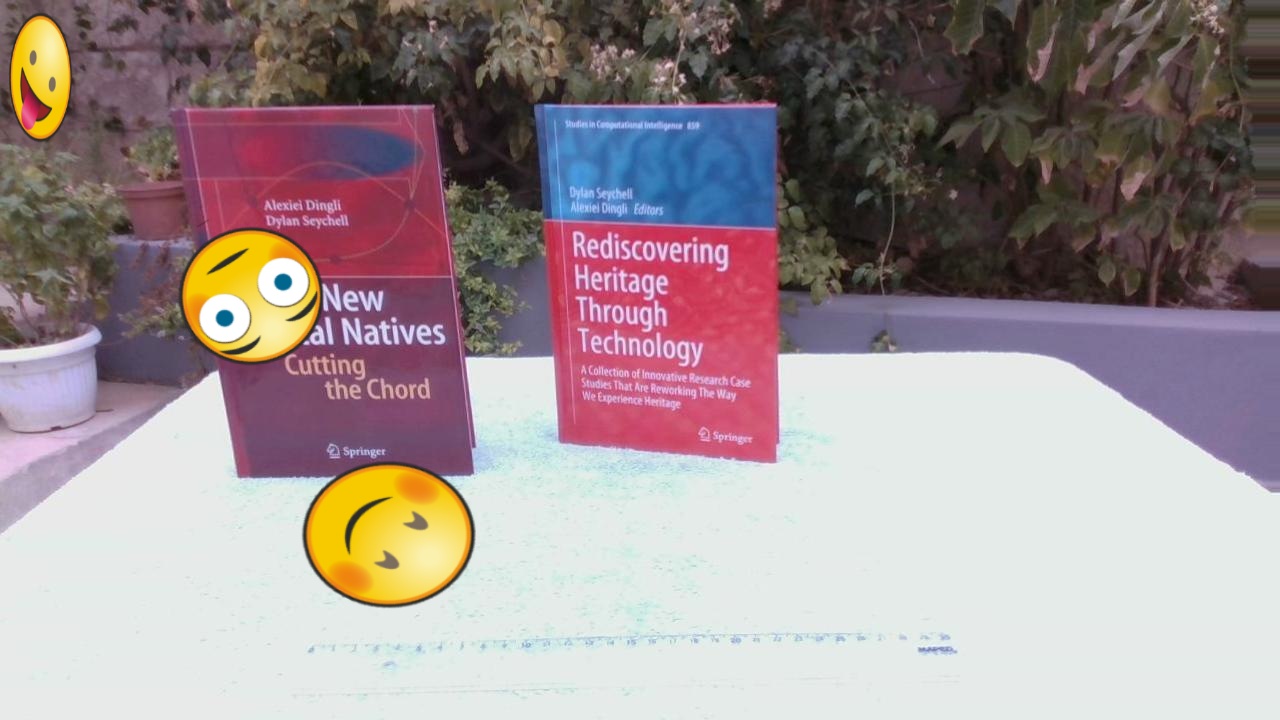 Alexiei Dingli
Dylan Seychell
New
al Natives
Cutting
the Chord
Springer
Studies in Computational Intelligence 859
Dylan Seychell
Alexiei Dingli Editors
Rediscovering
Heritage
Through
Technology
A Collection of Innovative Research Case
Studies That Are Reworking The Way
We Experience Heritage
Springer
MAPED